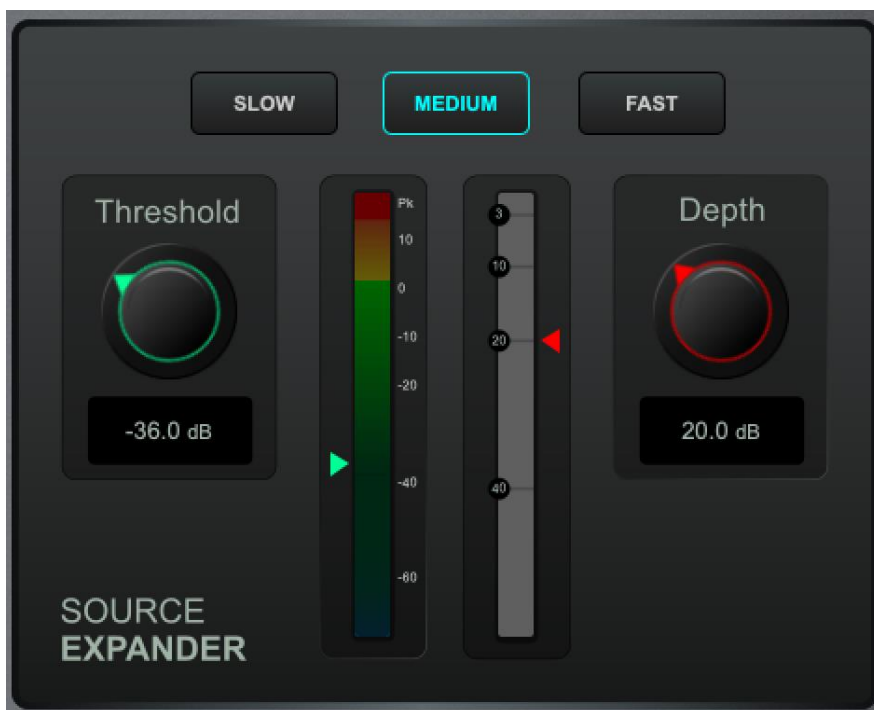 SLOW
MEDIUM
FAST
Threshold
-36.0 dB
Pk
10
0
-10
-20
-40
-60
3
10
20
40
Depth
20.0 dB
SOURCE
EXPANDER